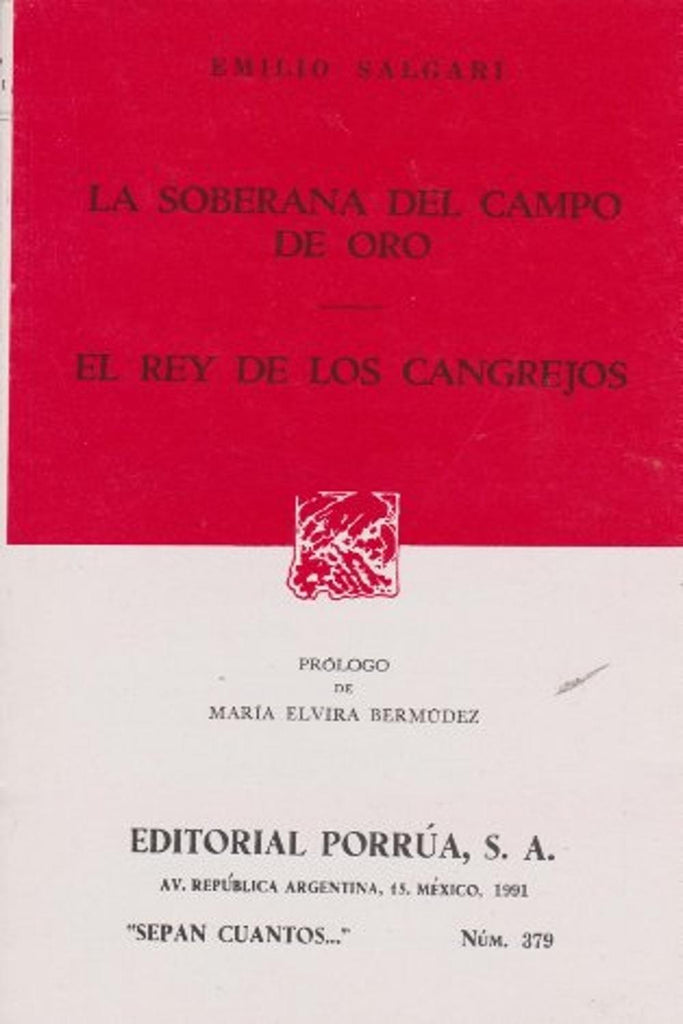 EMILIO SALGARI
LA SOBERANA DEL CAMPO
DE ORO
EL REY DE LOS CANGREJOS
PRÓLOGO
DE
MARÍA ELVIRA BERMÚDEZ
EDITORIAL PORRÚA, S. A.
AV. REPÚBLICA ARGENTINA, 15. MÉXICO, 1991
"SEPAN CUANTOS..."
NÚM. 379